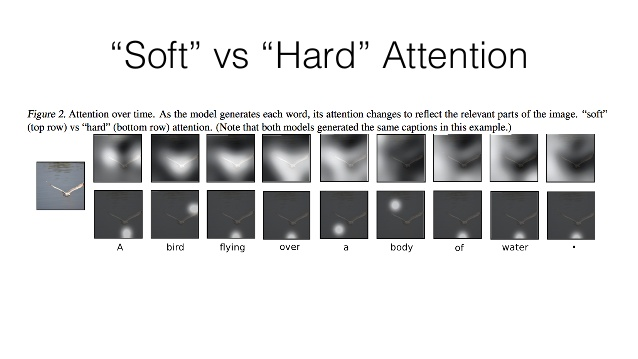 “Soft” vs “Hard” Attention
Figure 2. Attention over time. As the model generates each word, its attention changes to reflect the relevant parts of the image. “soft”
(top row) vs “hard” (bottom row) attention. (Note that both models generated the same captions in this example.)
A bird flying over a body of water .